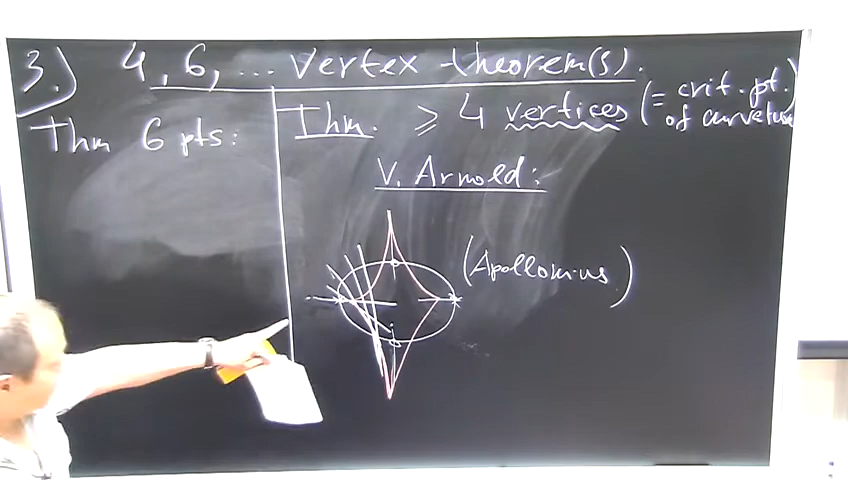 3.) 4, 6, ... vertex theorem(s).
Thm 6 pts:
Thm. ⩾ 4 vertices (= crit. pt.
of curvature)
V. Arnold:
(Apollonius)